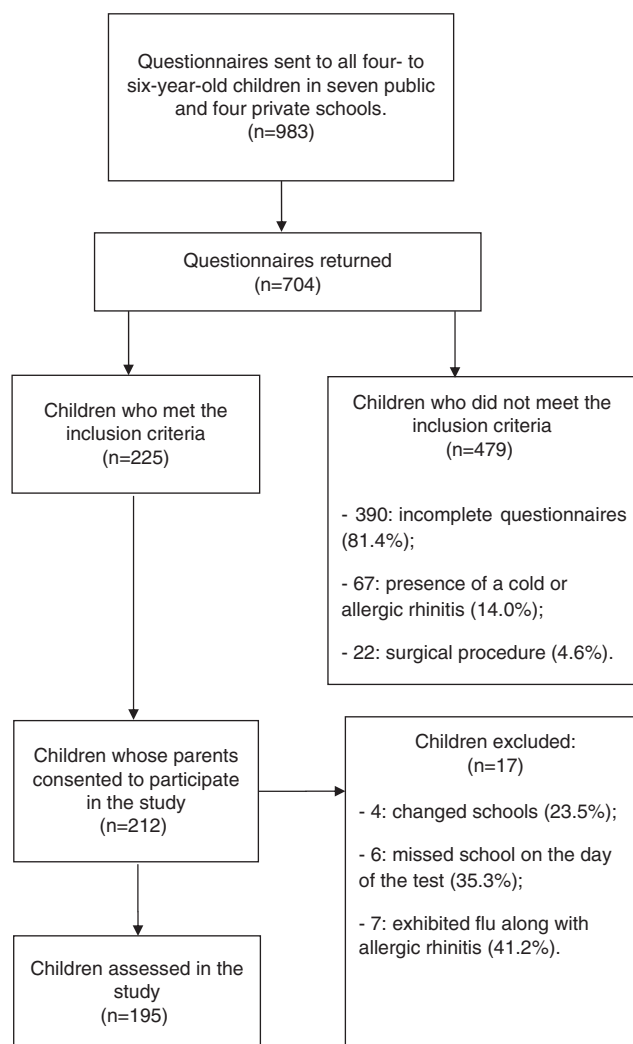 Questionnaires sent to all four- to
six-year-old children in seven public
and four private schools.
(n=983)
Questionnaires returned
(n=704)
Children who met the
inclusion criteria
(n=225)
Children who did not meet the
inclusion criteria
(n=479)
- 390: incomplete questionnaires
(81.4%);
- 67: presence of a cold or
allergic rhinitis (14.0%);
- 22: surgical procedure (4.6%).
Children whose parents
consented to participate
in the study
(n=212)
Children excluded:
(n=17)
- 4: changed schools (23.5%);
- 6: missed school on the day
of the test (35.3%);
- 7: exhibited flu along with
allergic rhinitis (41.2%).
Children assessed in the
study
(n=195)